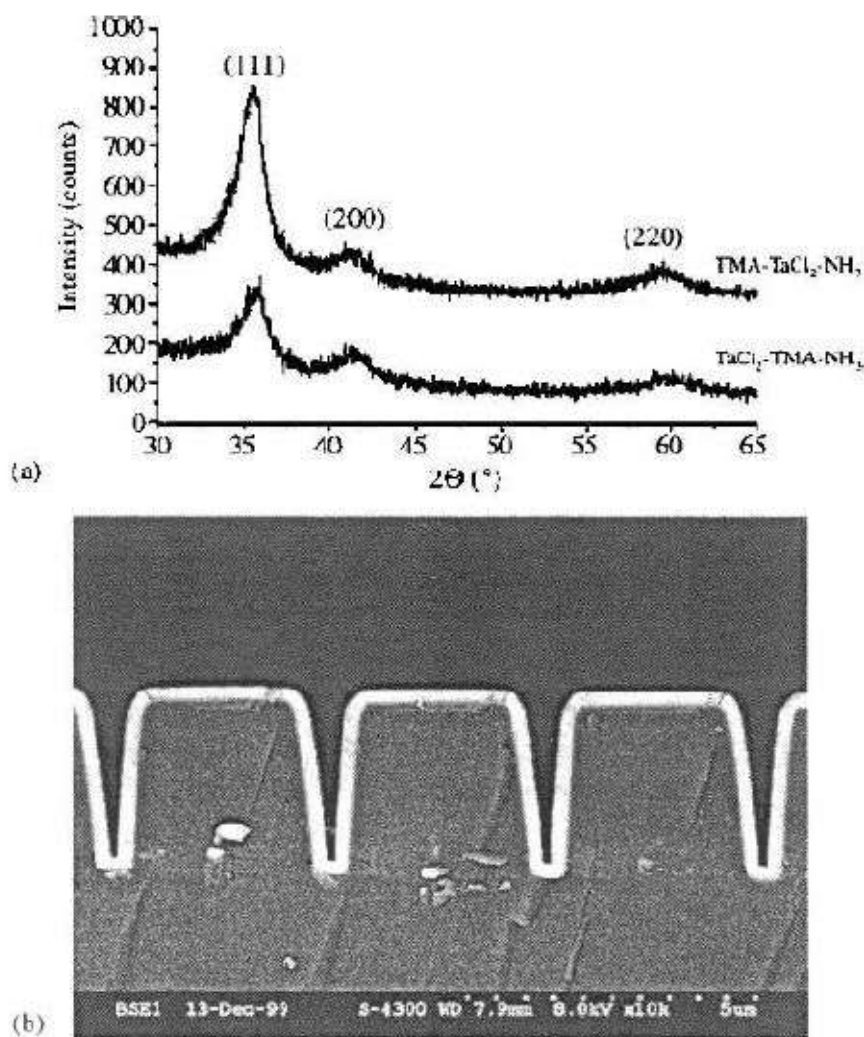 1000
900
800
700
600
500
400
300
200
100
0
Intensity (counts)
(111)
(200)
(220)
TMA-TaCl₂-NH₃
TaCl₂-TMA-NH₃
30 35 40 45 50 55 60 65
2Θ (°)
(a)
BSE1 13-Dec-99 S-4300 WD 7.9mm 8.0kV x10k 5um
(b)